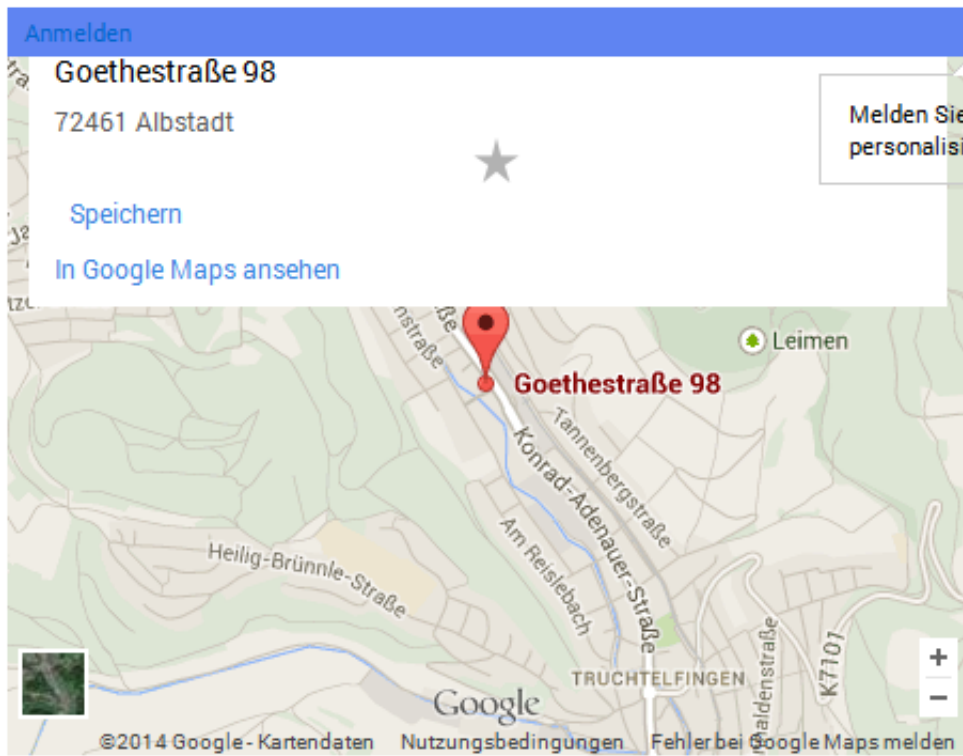 Anmelden
Goethestraße 98
72461 Albstadt
Melden Sie
personalisi
Speichern
In Google Maps ansehen
Leimen
Goethestraße 98
Tannenbergstraße
Konrad-Adenauer-Straße
Am Reislebach
Heilig-Brünnle-Straße
TRUCHTELFINGEN
K7101
+
−
Google
©2014 Google - Kartendaten Nutzungsbedingungen Fehler bei Google Maps melden